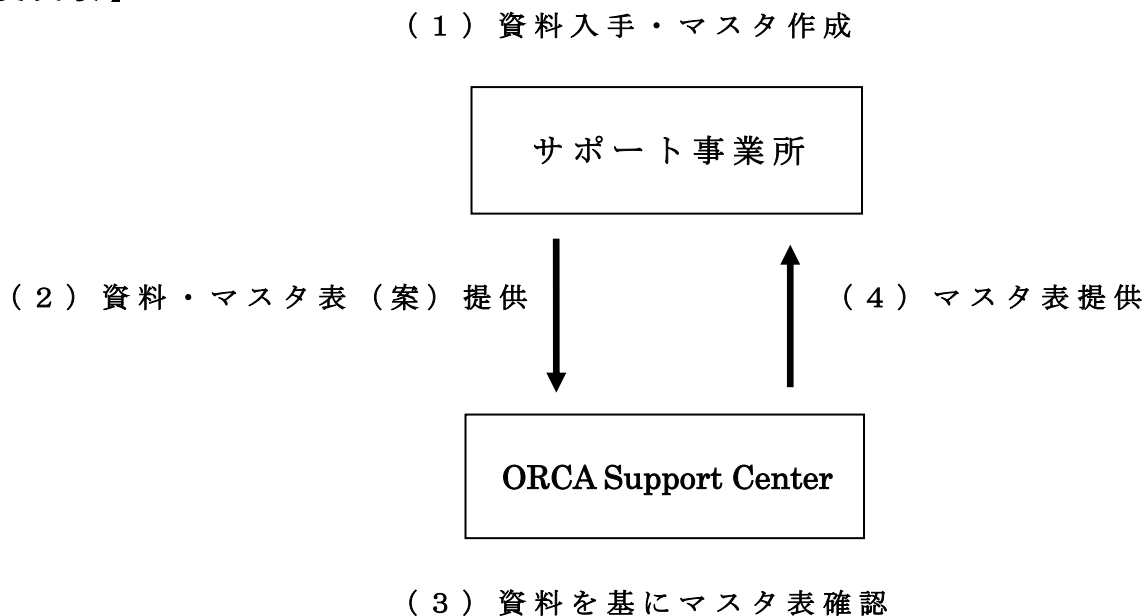 (1) 資料入手・マスタ作成
サポート事業所
(2) 資料・マスタ表(案)提供
(4) マスタ表提供
ORCA Support Center
(3) 資料を基にマスタ表確認